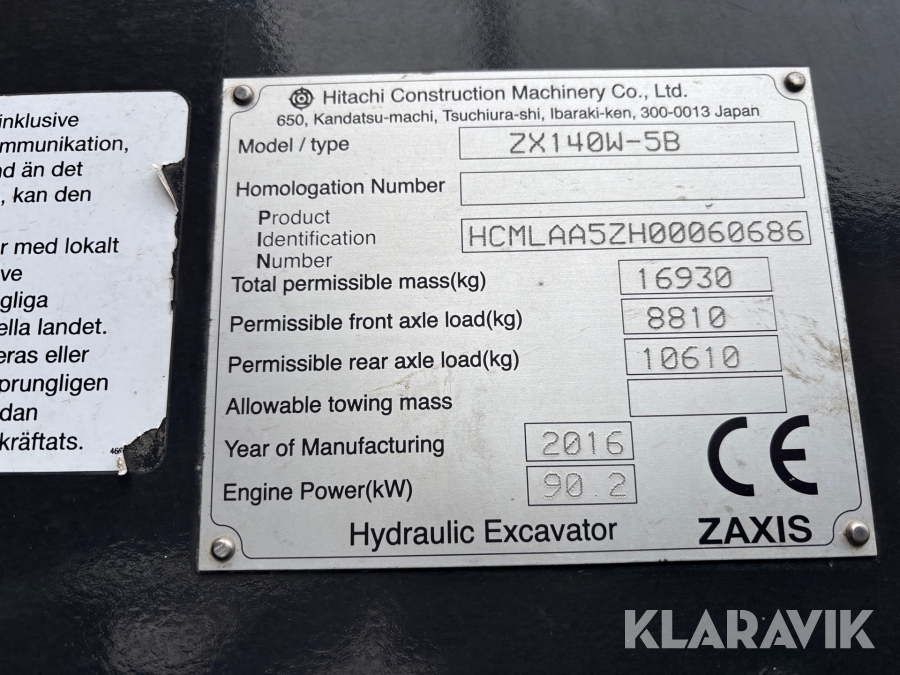 inklusive
mmunikation,
d än det
, kan den
r med lokalt
ve
gliga
ella landet.
eras eller
sprungligen
dan
kräftats.
Hitachi Construction Machinery Co., Ltd.
650, Kandatsu-machi, Tsuchiura-shi, Ibaraki-ken, 300-0013 Japan
Model / type ZX140W-5B
Homologation Number
Product
Identification
Number HCMLAA5ZH00060686
Total permissible mass(kg) 16930
Permissible front axle load(kg) 8810
Permissible rear axle load(kg) 10610
Allowable towing mass
Year of Manufacturing 2016
Engine Power(kW) 90.2
CE
Hydraulic Excavator ZAXIS
KLARAVIK